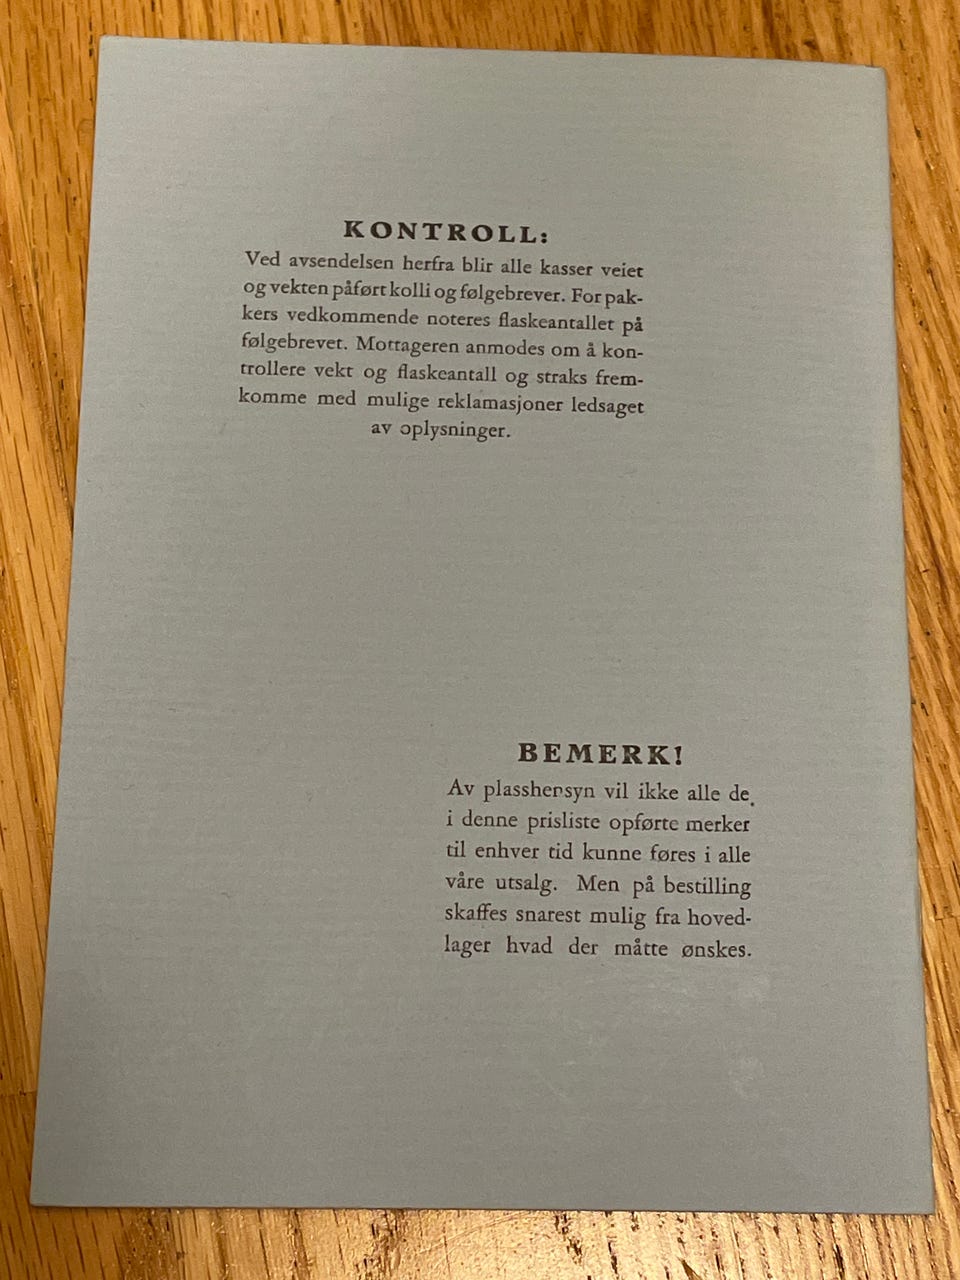 KONTROLL:
Ved avsendelsen herfra blir alle kasser veiet
og vekten påført kolli og følgebrever. For pak-
kers vedkommende noteres flaskeantallet på
følgebrevet. Mottageren anmodes om å kon-
trollere vekt og flaskeantall og straks frem-
komme med mulige reklamasjoner ledsaget
av oplysninger.
BEMERK!
Av plasshensyn vil ikke alle de
i denne prisliste opførte merker
til enhver tid kunne føres i alle
våre utsalg. Men på bestilling
skaffes snarest mulig fra hoved-
lager hvad der måtte ønskes.